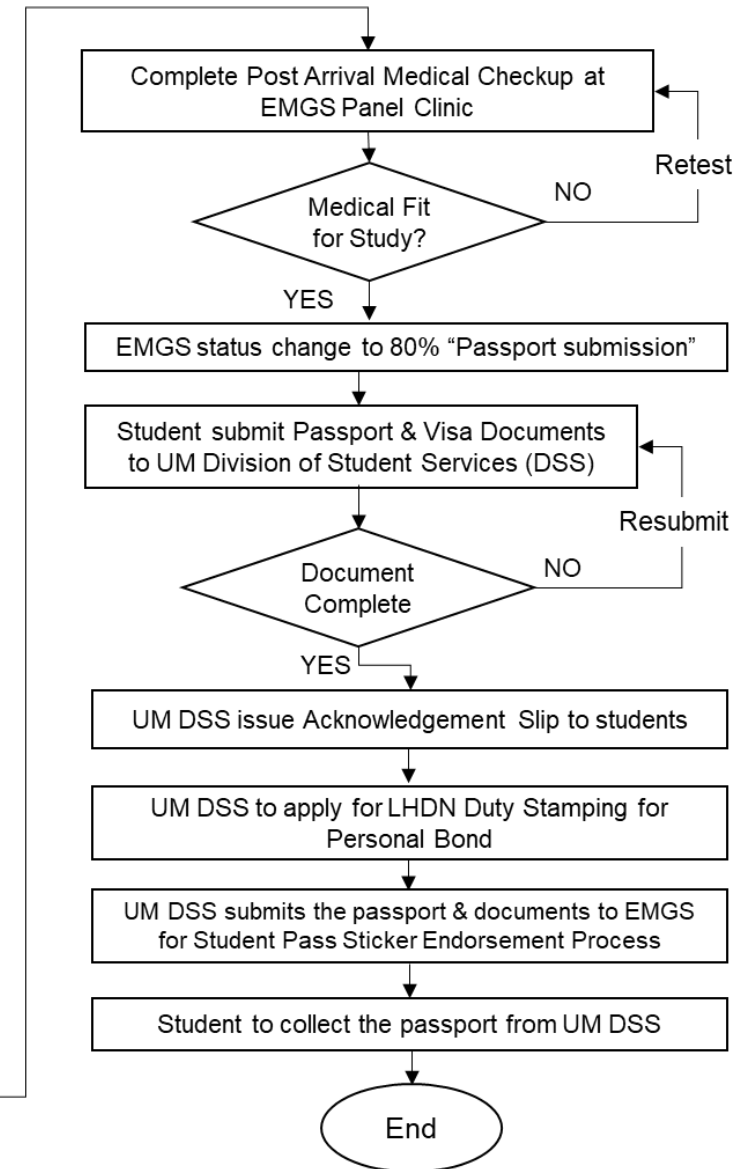 Complete Post Arrival Medical Checkup at
EMGS Panel Clinic
Retest
NO
Medical Fit
for Study?
YES
EMGS status change to 80% “Passport submission”
Student submit Passport & Visa Documents
to UM Division of Student Services (DSS)
Resubmit
NO
Document
Complete
YES
UM DSS issue Acknowledgement Slip to students
UM DSS to apply for LHDN Duty Stamping for
Personal Bond
UM DSS submits the passport & documents to EMGS
for Student Pass Sticker Endorsement Process
Student to collect the passport from UM DSS
End